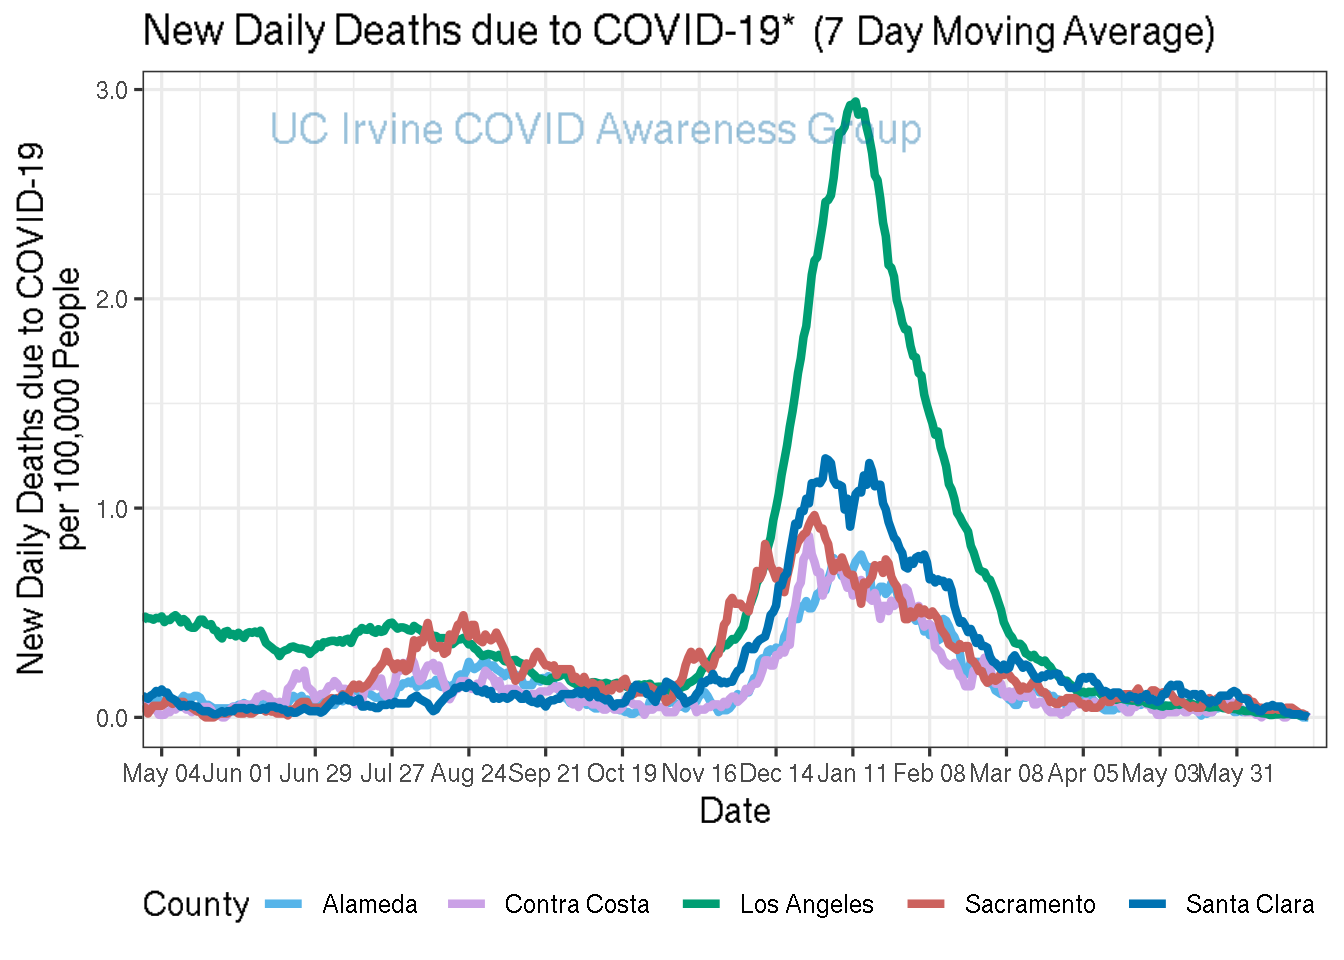 New Daily Deaths due to COVID-19* (7 Day Moving Average)
UC Irvine COVID Awareness Group
New Daily Deaths due to COVID-19
per 100,000 People
3.0
2.0
1.0
0.0
May 04 Jun 01 Jun 29 Jul 27 Aug 24 Sep 21 Oct 19 Nov 16 Dec 14 Jan 11 Feb 08 Mar 08 Apr 05 May 03 May 31
Date
County Alameda Contra Costa Los Angeles Sacramento Santa Clara